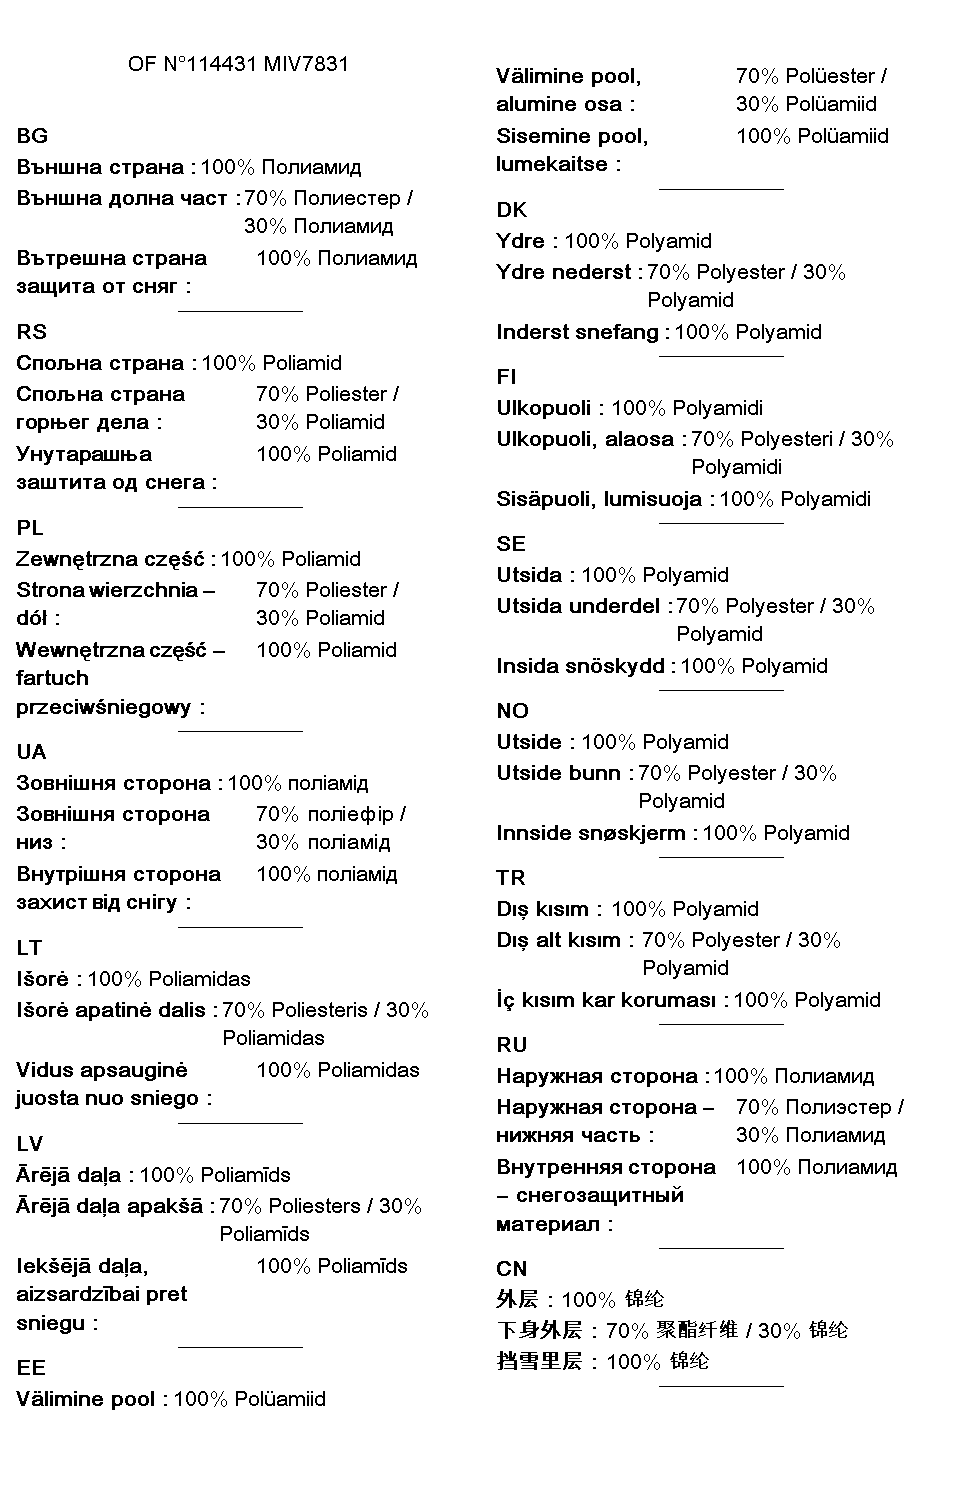 OF N°114431 MIV7831
BG
Външна страна : 100% Полиамид
Външна долна част : 70% Полиестер /
30% Полиамид
Вътрешна страна 100% Полиамид
защита от сняг :
RS
Спољна страна : 100% Poliamid
Спољна страна 70% Poliester /
горњег дела : 30% Poliamid
Унутарашња 100% Poliamid
заштита од снега :
PL
Zewnętrzna część : 100% Poliamid
Strona wierzchnia – 70% Poliester /
dół : 30% Poliamid
Wewnętrzna część – 100% Poliamid
fartuch
przeciwśniegowy :
UA
Зовнішня сторона : 100% поліамід
Зовнішня сторона 70% поліефір /
низ : 30% поліамід
Внутрішня сторона 100% поліамід
захист від снігу :
LT
Išorė : 100% Poliamidas
Išorė apatinė dalis : 70% Poliesteris / 30%
Poliamidas
Vidus apsauginė 100% Poliamidas
juosta nuo sniego :
LV
Ārējā daļa : 100% Poliamīds
Ārējā daļa apakšā : 70% Poliesters / 30%
Poliamīds
Iekšējā daļa, 100% Poliamīds
aizsardzībai pret
sniegu :
EE
Välimine pool : 100% Polüamiid
Välimine pool, 70% Polüester /
alumine osa : 30% Polüamiid
Sisemine pool, 100% Polüamiid
lumekaitse :
DK
Ydre : 100% Polyamid
Ydre nederst : 70% Polyester / 30%
Polyamid
Inderst snefang : 100% Polyamid
FI
Ulkopuoli : 100% Polyamidi
Ulkopuoli, alaosa : 70% Polyesteri / 30%
Polyamidi
Sisäpuoli, lumisuoja : 100% Polyamidi
SE
Utsida : 100% Polyamid
Utsida underdel : 70% Polyester / 30%
Polyamid
Insida snöskydd : 100% Polyamid
NO
Utside : 100% Polyamid
Utside bunn : 70% Polyester / 30%
Polyamid
Innside snøskjerm : 100% Polyamid
TR
Dış kısım : 100% Polyamid
Dış alt kısım : 70% Polyester / 30%
Polyamid
İç kısım kar koruması : 100% Polyamid
RU
Наружная сторона : 100% Полиамид
Наружная сторона – 70% Полиэстер /
нижняя часть : 30% Полиамид
Внутренняя сторона 100% Полиамид
– снегозащитный
материал :
CN
外层 : 100% 锦纶
下身外层 : 70% 聚酯纤维 / 30% 锦纶
挡雪里层 : 100% 锦纶